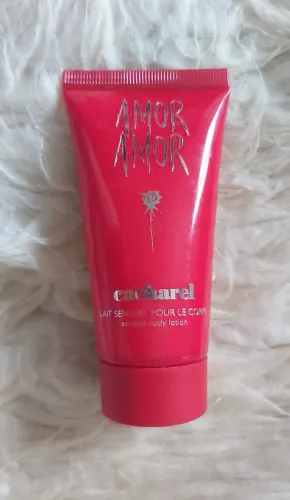 AMOR
AMOR
cacharel
LAIT SENSUEL POUR LE CORPS
sensual body lotion